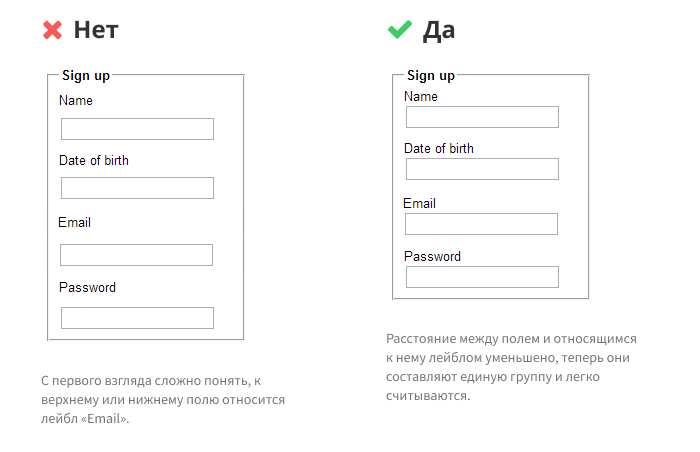 Нет
Sign up
Name
Date of birth
Email
Password
С первого взгляда сложно понять, к
верхнему или нижнему полю относится
лейбл «Email».
Да
Sign up
Name
Date of birth
Email
Password
Расстояние между полем и относящимся
к нему лейблом уменьшено, теперь они
составляют единую группу и легко
считываются.